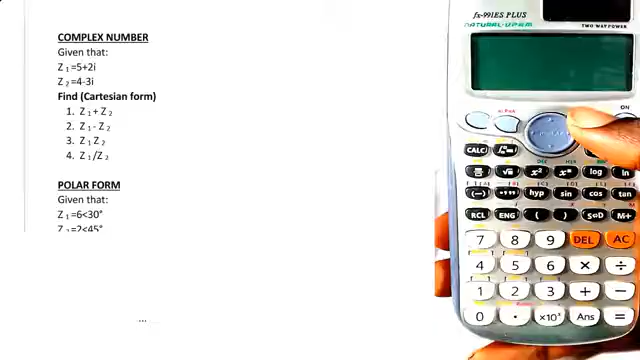 COMPLEX NUMBER
Given that:
Z 1 =5+2i
Z 2 =4-3i
Find (Cartesian form)
1. Z 1 + Z 2
2. Z 1 - Z 2
3. Z 1 Z 2
4. Z 1 /Z 2
POLAR FORM
Given that:
Z 1 =6<30°
Z 2 =2<45°
...
fx-991ES PLUS
NATURAL-V.P.A.M.
TWO WAY POWER
ON
CALC
hyp sin cos tan
log ln
RCL ENG ( ) S⇔D M+
7 8 9 DEL AC
4 5 6 × ÷
1 2 3 + −
0 . ×10ˣ Ans =